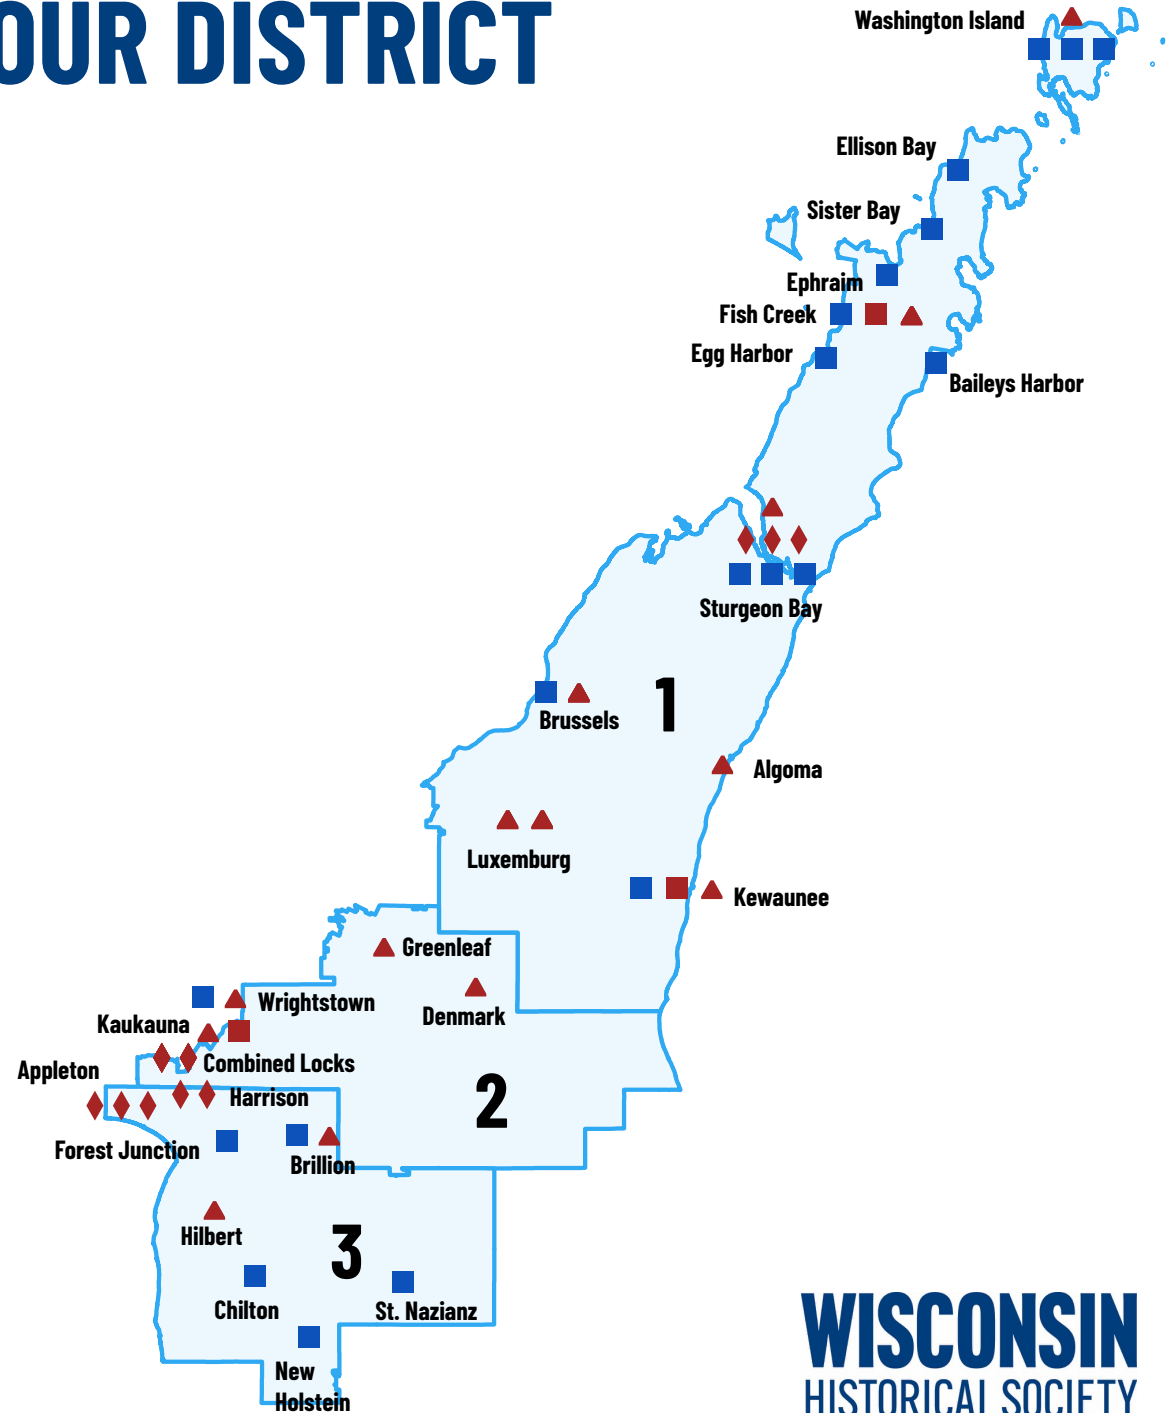 OUR DISTRICT
Washington Island
Ellison Bay
Sister Bay
Ephraim
Fish Creek
Egg Harbor
Baileys Harbor
Sturgeon Bay
1
Brussels
Algoma
Luxemburg
Kewaunee
Greenleaf
Wrightstown
Denmark
Kaukauna
Combined Locks
Appleton
Harrison
2
Forest Junction
Brillion
Hilbert
3
Chilton
St. Nazianz
New
Holstein
WISCONSIN
HISTORICAL SOCIETY